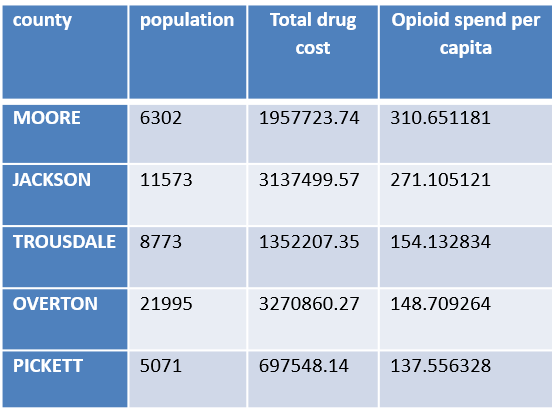 county population Total drug cost Opioid spend per capita
MOORE 6302 1957723.74 310.651181
JACKSON 11573 3137499.57 271.105121
TROUSDALE 8773 1352207.35 154.132834
OVERTON 21995 3270860.27 148.709264
PICKETT 5071 697548.14 137.556328